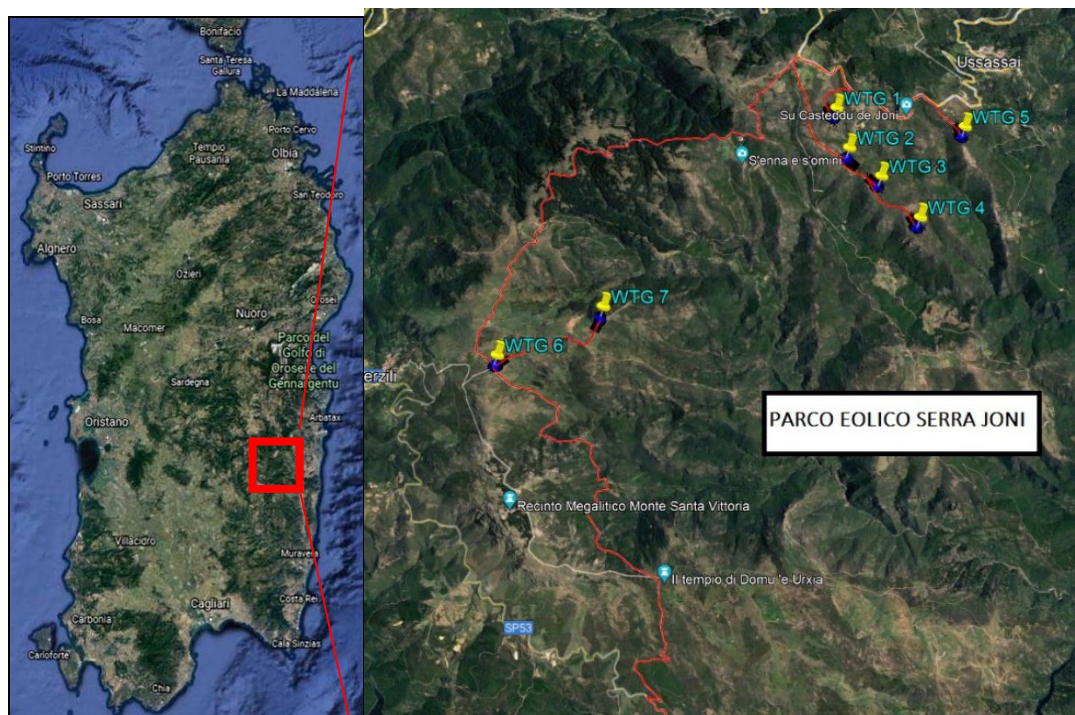 Bonifacio
Santa Teresa
Gallura
La Maddalena
Porto Cervo
Stintino
Tempio
Pausania
Olbia
Porto Torres
Sassari
San Teodoro
Alghero
Ozieri
Nuoro
Orosei
Bosa
Macomer
Parco del
Golfo di
Orosei e del
Gennargentu
Sardegna
Oristano
Arbatax
Villacidro
Muravera
Cagliari
Costa Rei
Carbonia
Carloforte
Cala Sinzias
Chia
Ussassai
WTG 1
Su Casteddu de Joni
WTG 5
WTG 2
S'enna e s'omini
WTG 3
WTG 4
WTG 7
WTG 6
erzili
PARCO EOLICO SERRA JONI
Recinto Megalitico Monte Santa Vittoria
Il tempio di Domu 'e Urxia
SP53